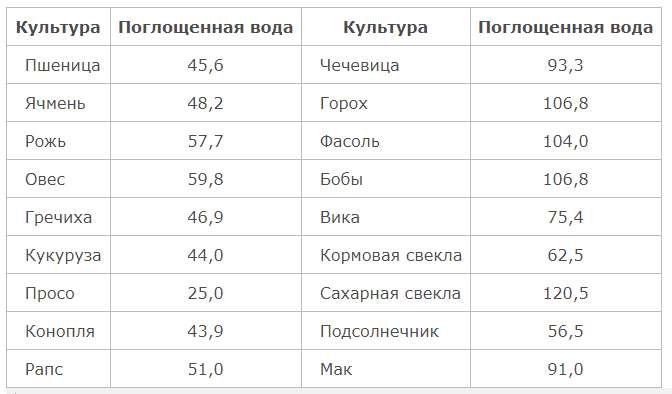 Культура Поглощенная вода Культура Поглощенная вода
Пшеница 45,6 Чечевица 93,3
Ячмень 48,2 Горох 106,8
Рожь 57,7 Фасоль 104,0
Овес 59,8 Бобы 106,8
Гречиха 46,9 Вика 75,4
Кукуруза 44,0 Кормовая свекла 62,5
Просо 25,0 Сахарная свекла 120,5
Конопля 43,9 Подсолнечник 56,5
Рапс 51,0 Мак 91,0